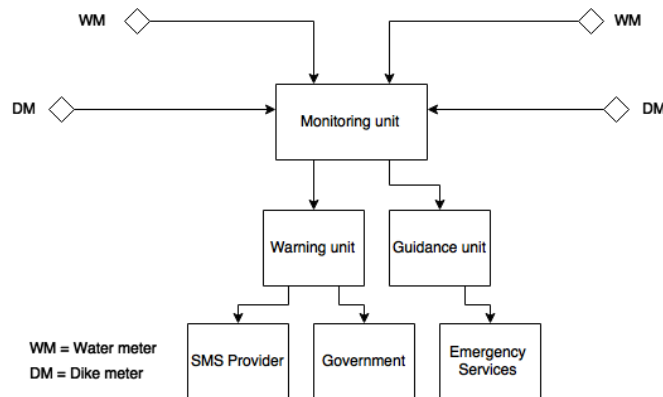 WM
WM
DM
DM
Monitoring unit
Warning unit
Guidance unit
SMS Provider
Government
Emergency
Services
WM = Water meter
DM = Dike meter